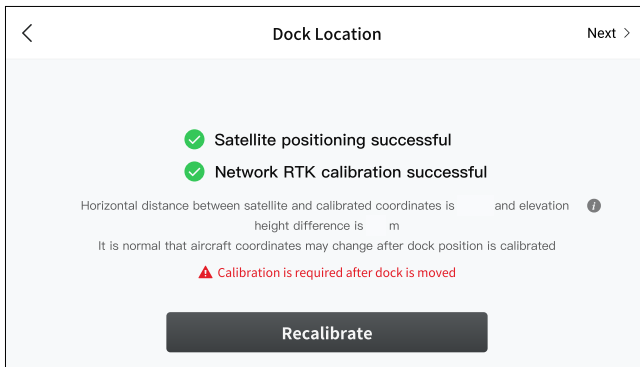 Dock Location
Next
Satellite positioning successful
Network RTK calibration successful
Horizontal distance between satellite and calibrated coordinates is and elevation
height difference is m
It is normal that aircraft coordinates may change after dock position is calibrated
Calibration is required after dock is moved
Recalibrate